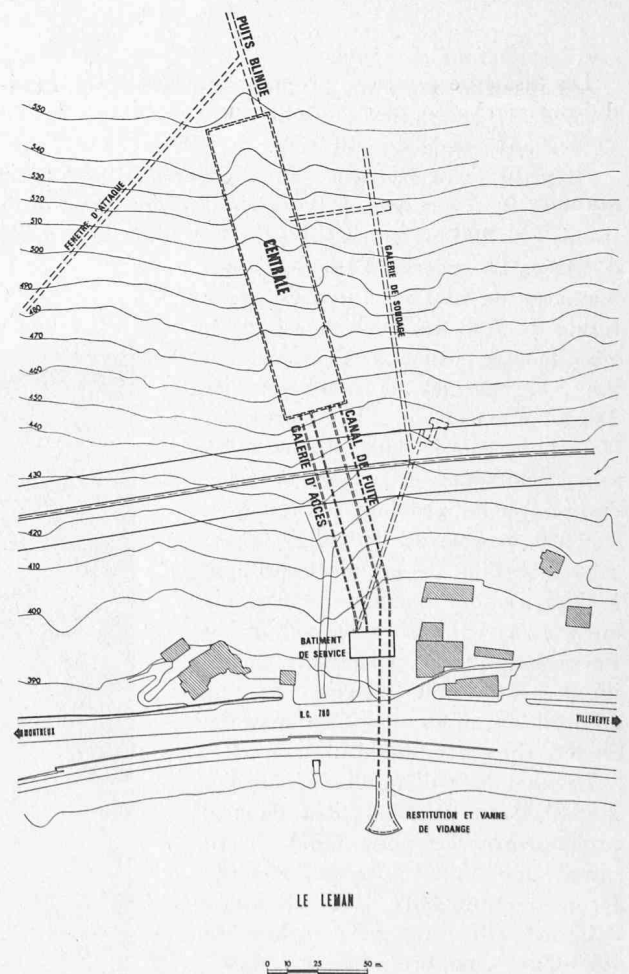 PUITS BLINDÉ
550
540
530
520
510
500
490
480
470
460
450
440
430
420
410
400
390
FENETRE D'ATTAQUE
CENTRALE
GALERIE DE SONDAGE
GALERIE D'ACCÈS
CANAL DE FUITE
BATIMENT
DE SERVICE
R.C. 780
MONTREUX
VILLENEUVE
RESTITUTION ET VANNE
DE VIDANGE
LE LEMAN
0 10 25 50 m.